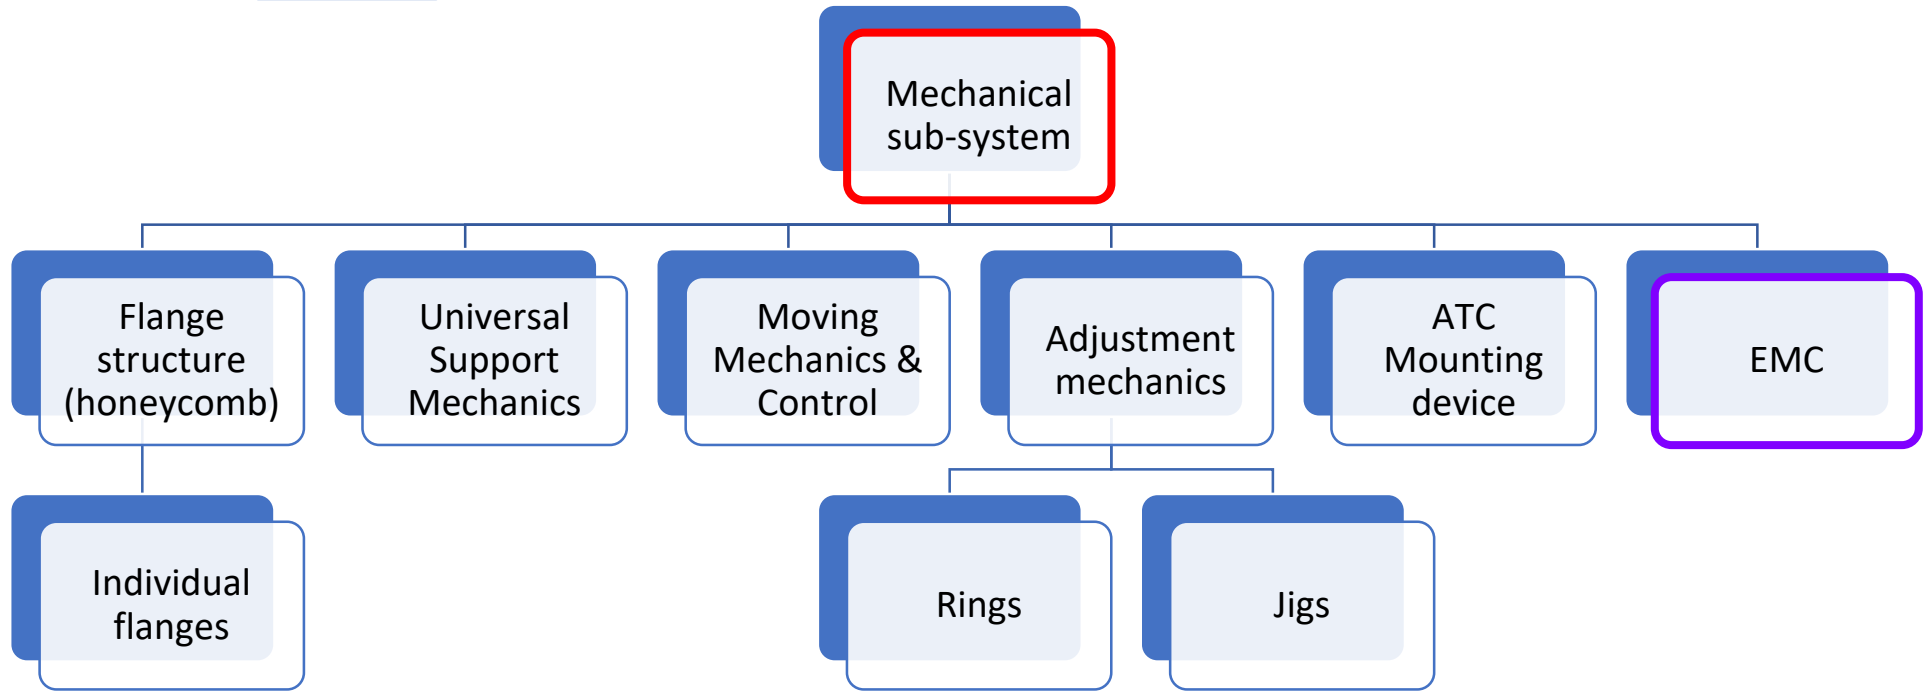 Mechanical
sub-system
Flange
structure
(honeycomb)
Universal
Support
Mechanics
Moving
Mechanics &
Control
Adjustment
mechanics
ATC
Mounting
device
EMC
Individual
flanges
Rings
Jigs